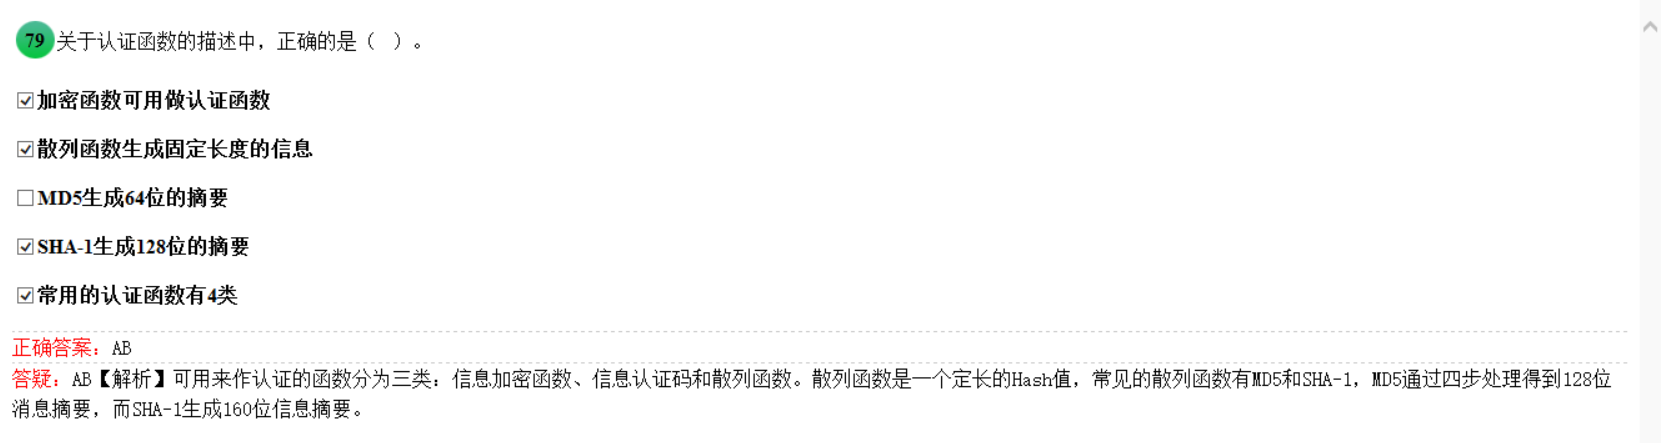 79 关于认证函数的描述中，正确的是（ ）。
加密函数可用做认证函数
散列函数生成固定长度的信息
MD5生成64位的摘要
SHA-1生成128位的摘要
常用的认证函数有4类
正确答案：AB
答疑：AB【解析】可用来作认证的函数分为三类：信息加密函数、信息认证码和散列函数。散列函数是一个定长的Hash值，常见的散列函数有MD5和SHA-1，MD5通过四步处理得到128位
消息摘要，而SHA-1生成160位信息摘要。